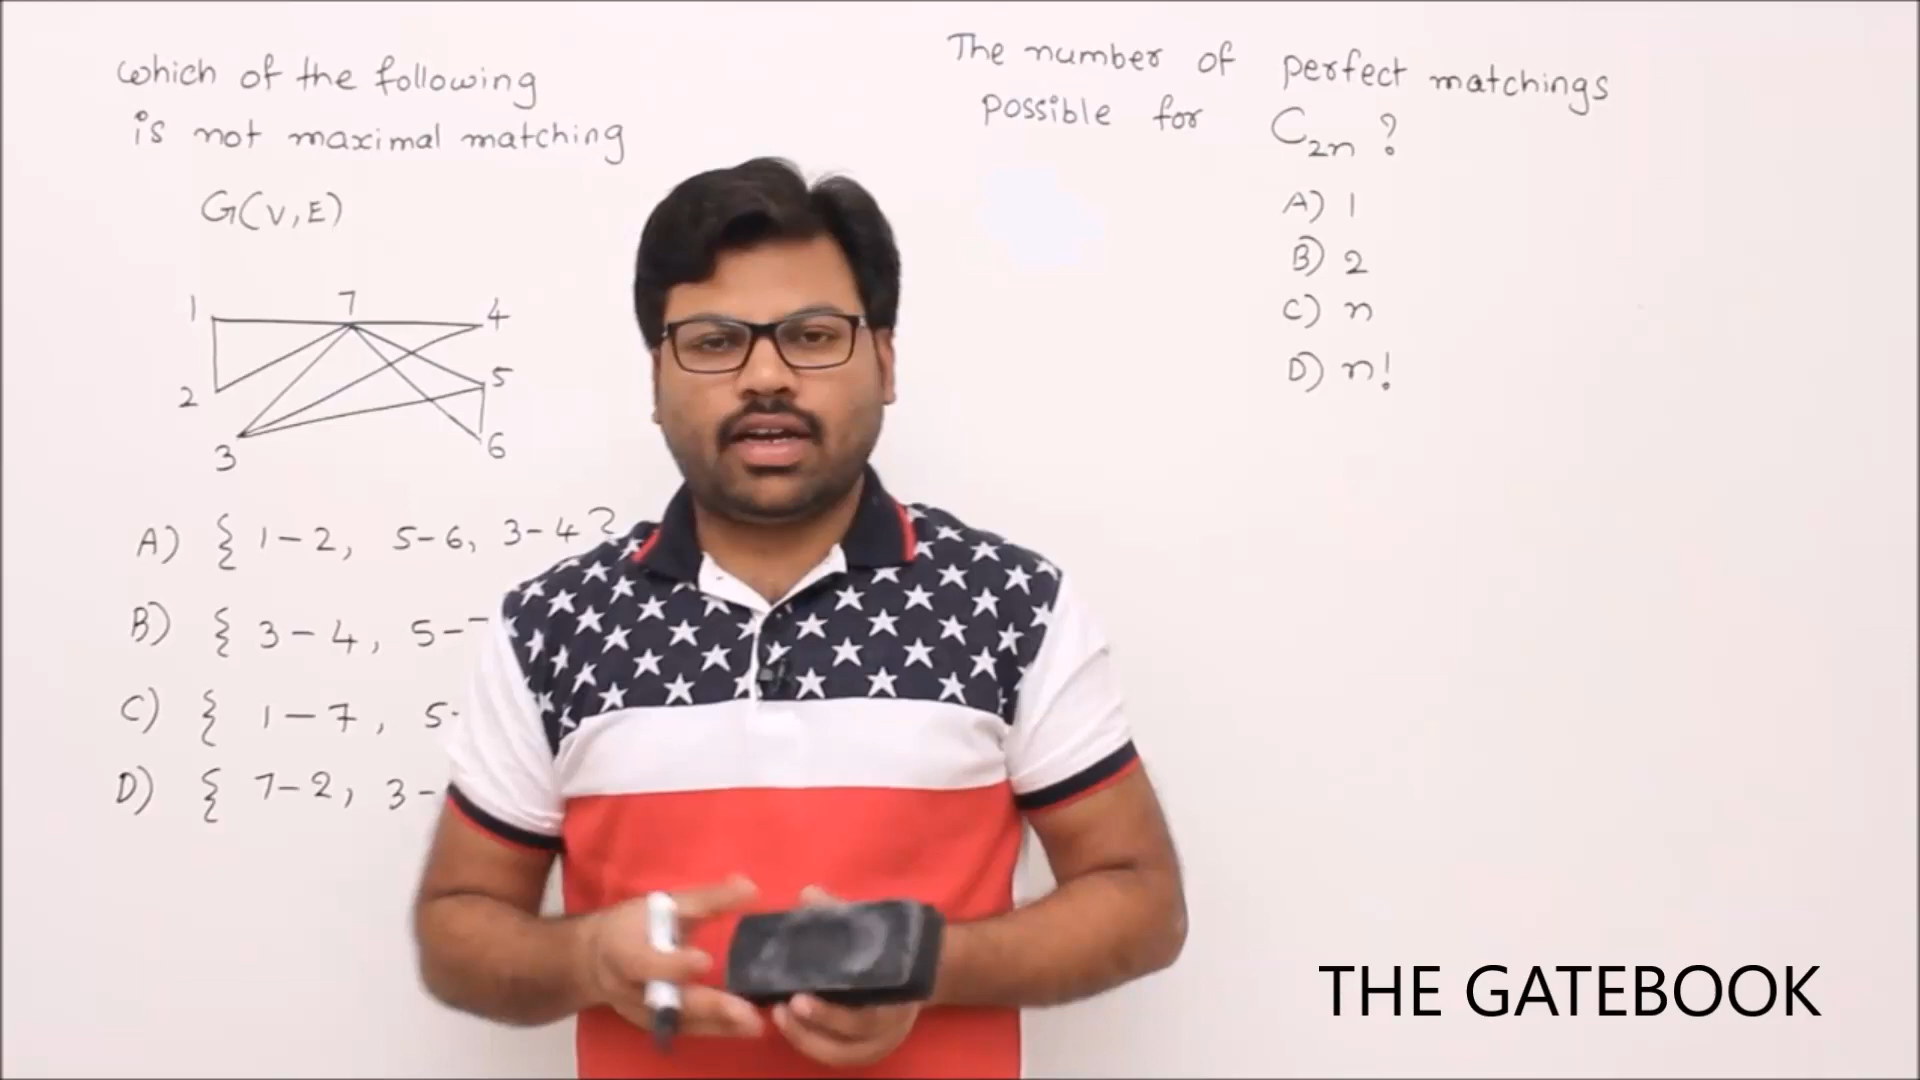 which of the following
is not maximal matching
G(V,E)
1 7 4
5
2
6
3
A) { 1-2, 5-6, 3-4 }
B) { 3-4, 5-
C) { 1-7, 5-
D) { 7-2, 3-
The number of perfect matchings
possible for C2n ?
A) 1
B) 2
C) n
D) n!
THE GATEBOOK